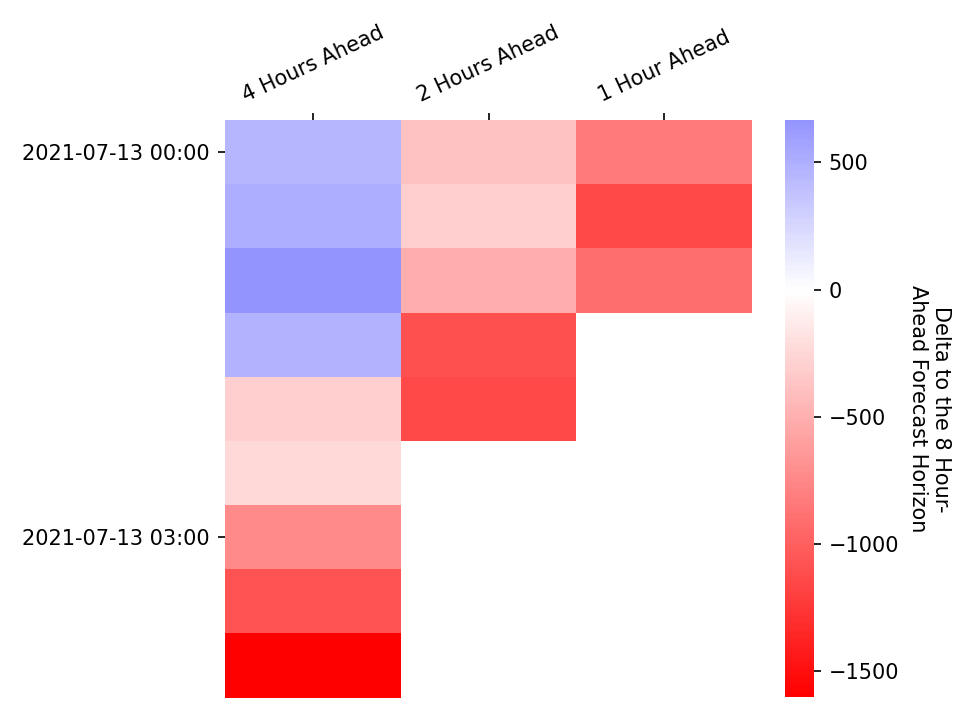 4 Hours Ahead
2 Hours Ahead
1 Hour Ahead
2021-07-13 00:00
2021-07-13 03:00
500
0
−500
−1000
−1500
Delta to the 8 Hour-
Ahead Forecast Horizon